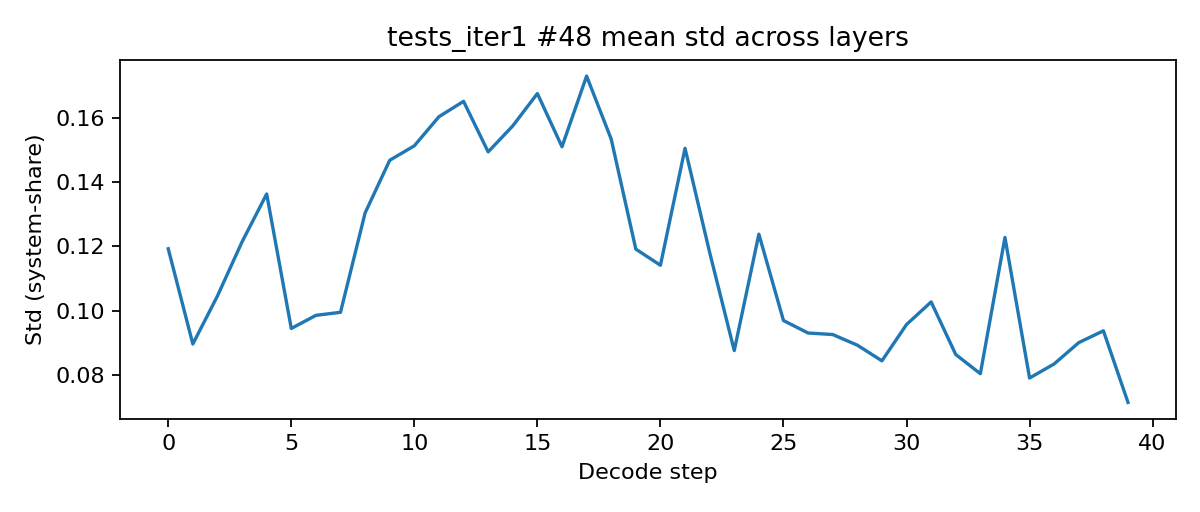 tests_iter1 #48 mean std across layers
Std (system-share)
0.16
0.14
0.12
0.10
0.08
0 5 10 15 20 25 30 35 40
Decode step